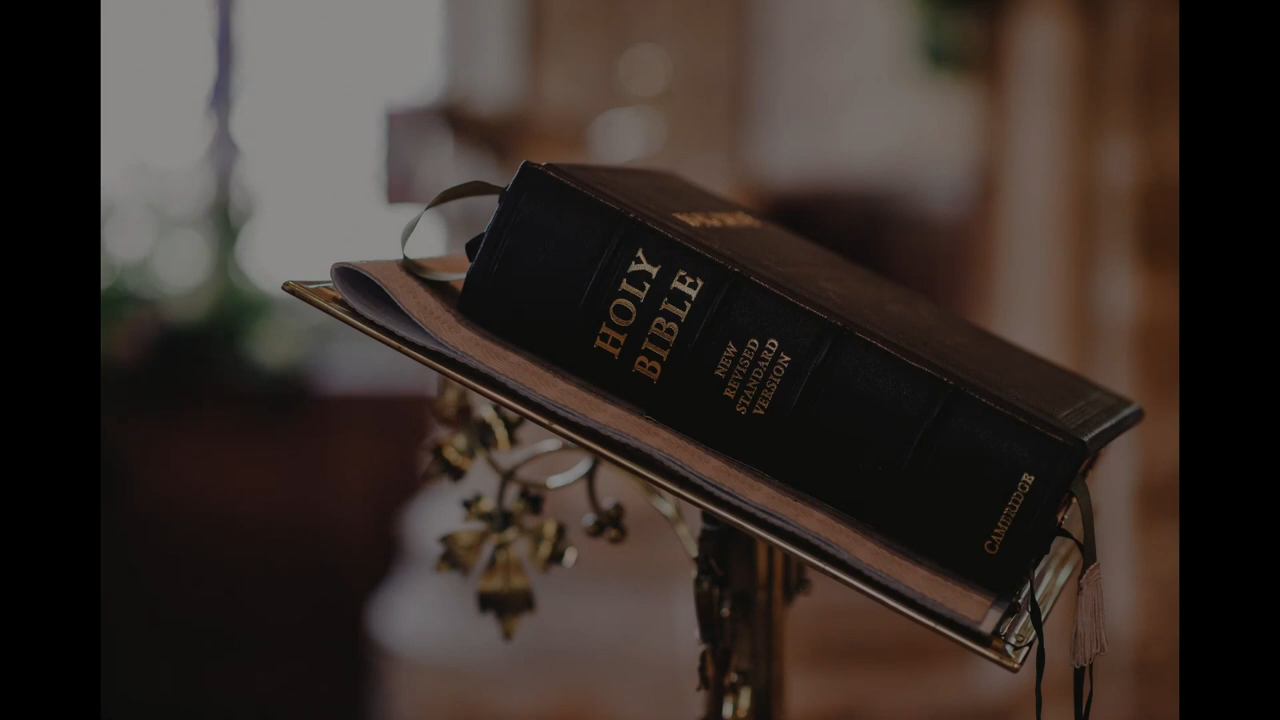 HOLY
BIBLE
NEW
REVISED
STANDARD
VERSION
CAMBRIDGE